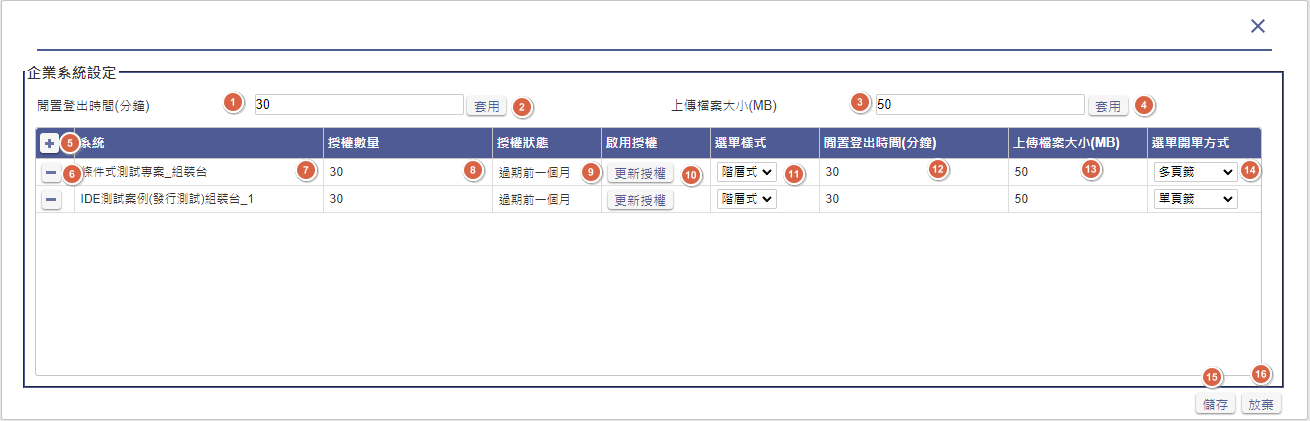 企業系統設定
閒置登出時間(分鐘) 1 30 套用 2 上傳檔案大小(MB) 3 50 套用 4
5 系統 授權數量 授權狀態 啟用授權 選單樣式 閒置登出時間(分鐘) 上傳檔案大小(MB) 選單開單方式
6 條件式測試專案_組裝台 7 30 8 過期前一個月 9 更新授權 10 階層式 11 30 12 50 13 多頁籤 14
IDE測試案例(發行測試)組裝台_1 30 過期前一個月 更新授權 階層式 30 50 單頁籤
15 16
儲存 放棄